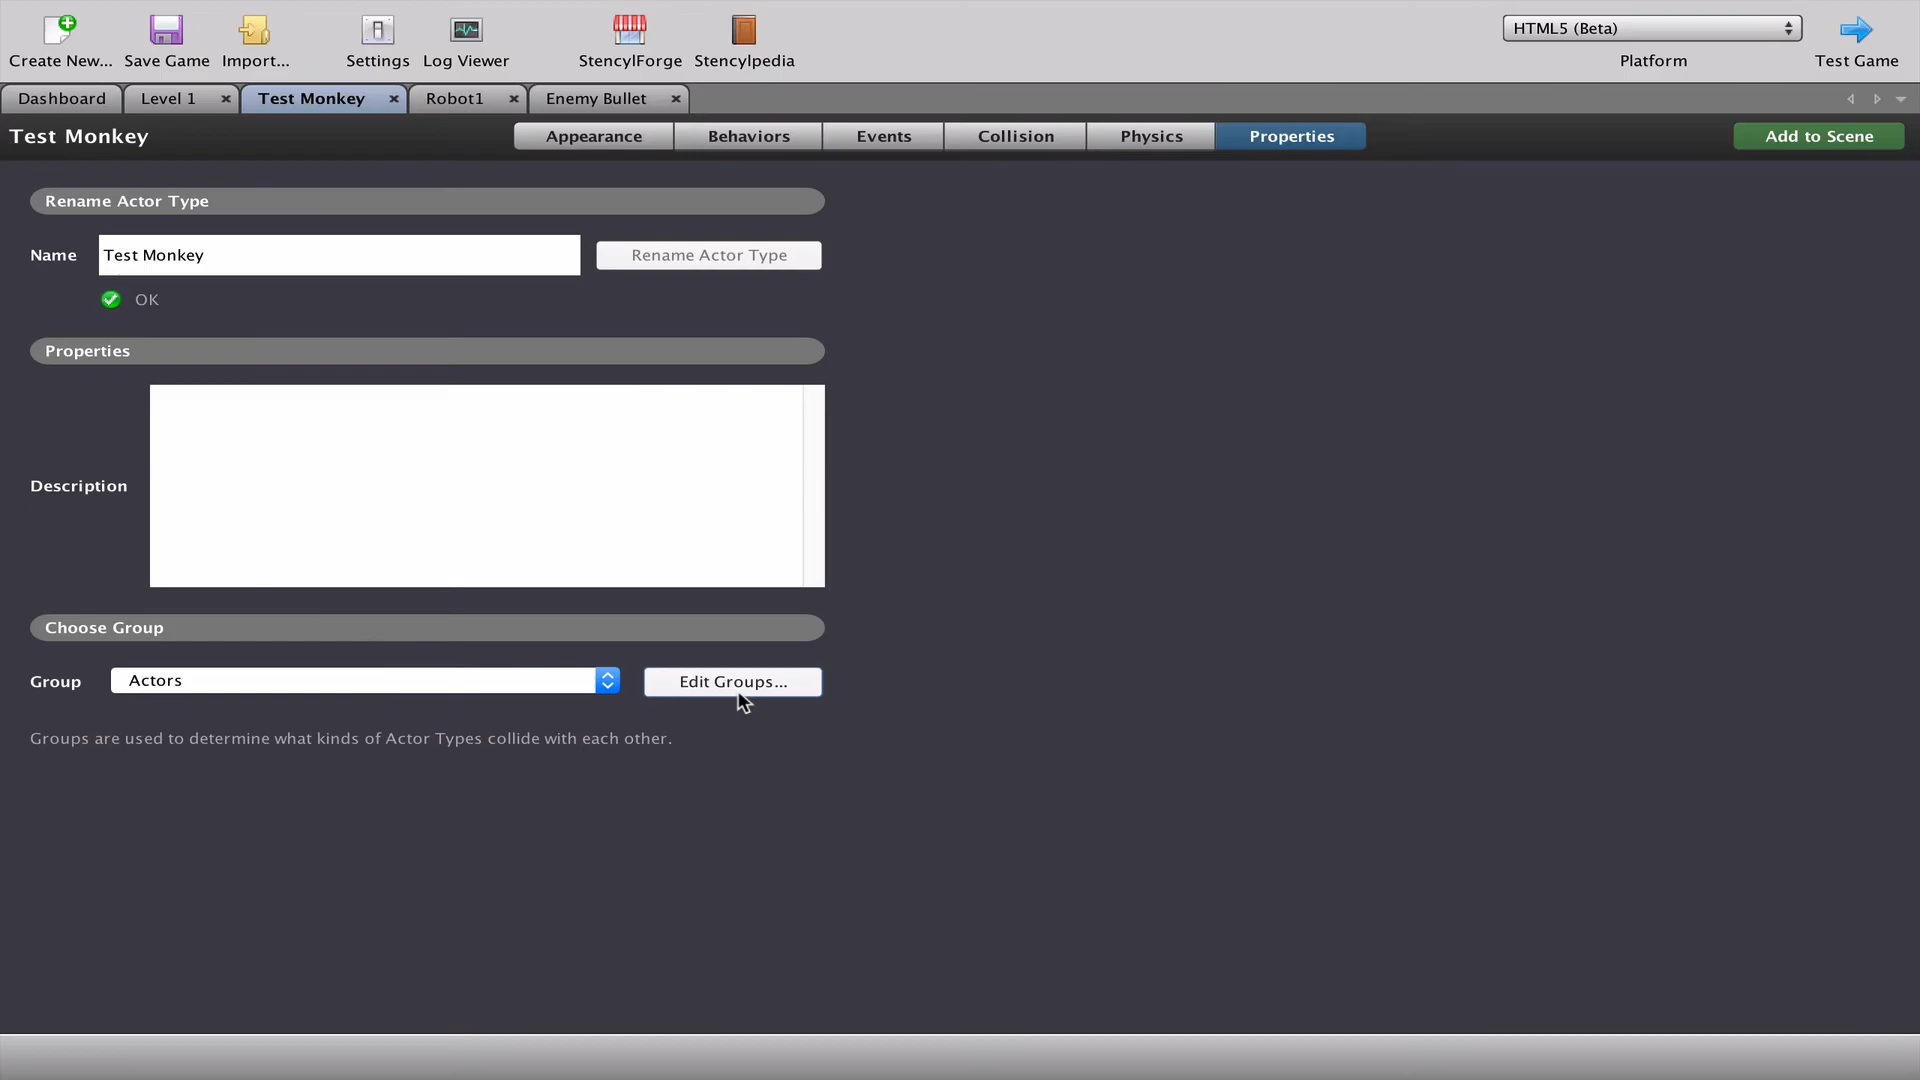 Create New... Save Game Import... Settings Log Viewer StencylForge Stencylpedia HTML5 (Beta) Platform Test Game
Dashboard Level 1 Test Monkey Robot1 Enemy Bullet
Test Monkey Appearance Behaviors Events Collision Physics Properties Add to Scene
Rename Actor Type
Name Test Monkey Rename Actor Type
OK
Properties
Description
Choose Group
Group Actors Edit Groups...
Groups are used to determine what kinds of Actor Types collide with each other.